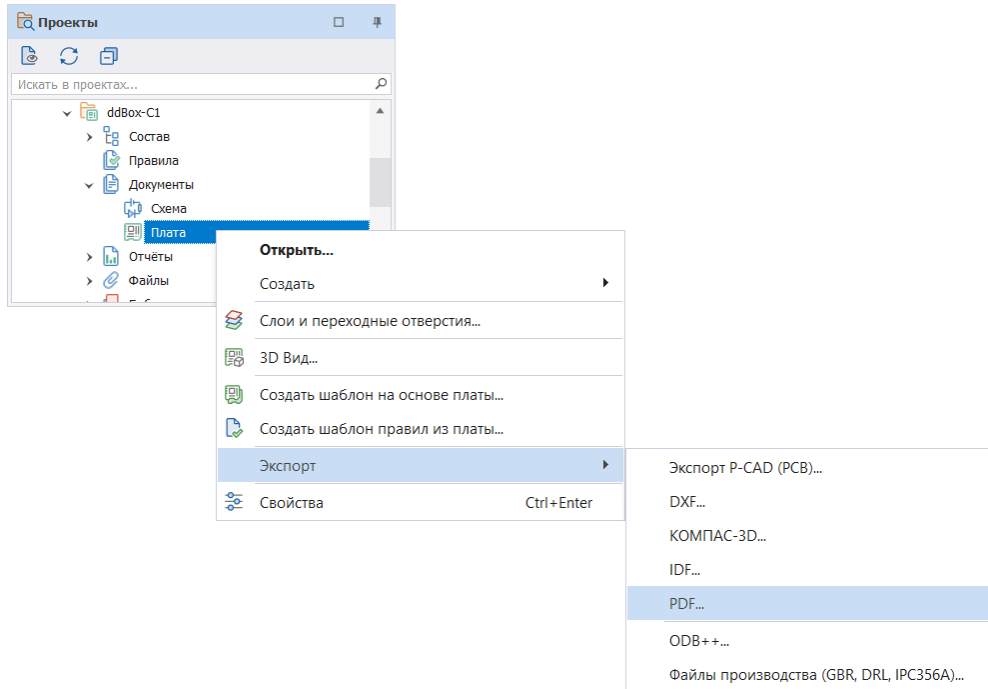 Проекты
Искать в проектах...
ddBox-C1
Состав
Правила
Документы
Схема
Плата
Отчёты
Файлы
Открыть...
Создать
Слои и переходные отверстия...
3D Вид...
Создать шаблон на основе платы...
Создать шаблон правил из платы...
Экспорт
Свойства Ctrl+Enter
Экспорт P-CAD (PCB)...
DXF...
КОМПАС-3D...
IDF...
PDF...
ODB++...
Файлы производства (GBR, DRL, IPC356A)...